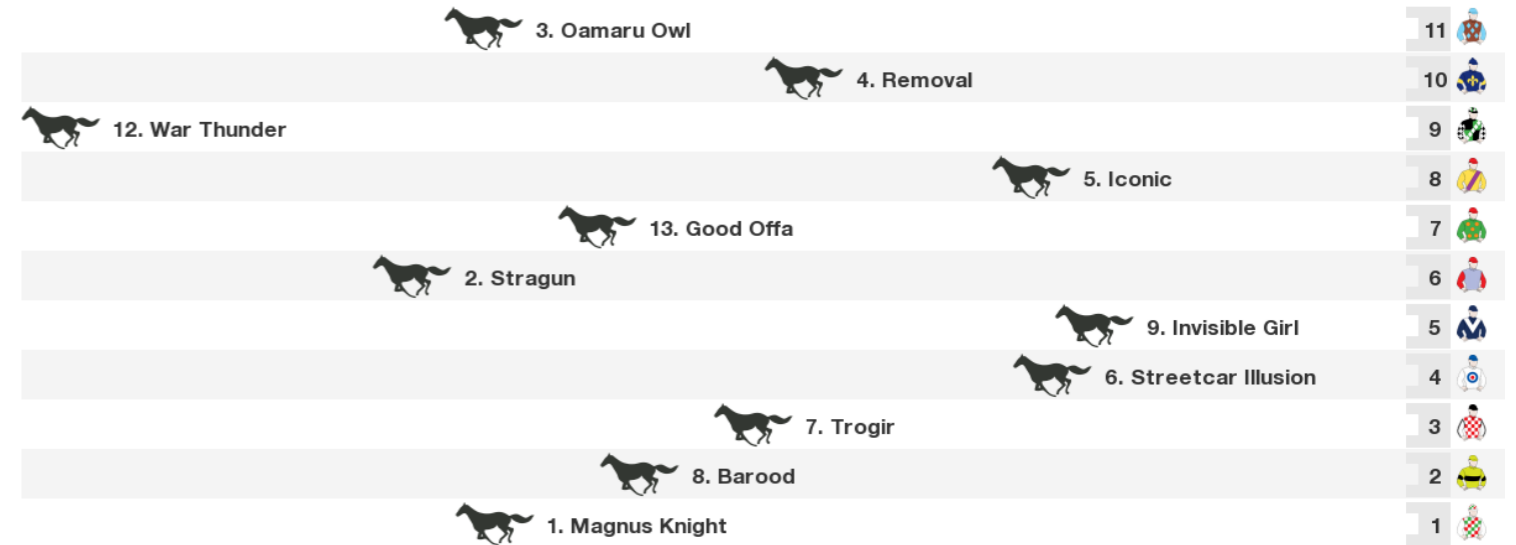 3. Oamaru Owl 11
4. Removal 10
12. War Thunder 9
5. Iconic 8
13. Good Offa 7
2. Stragun 6
9. Invisible Girl 5
6. Streetcar Illusion 4
7. Trogir 3
8. Barood 2
1. Magnus Knight 1